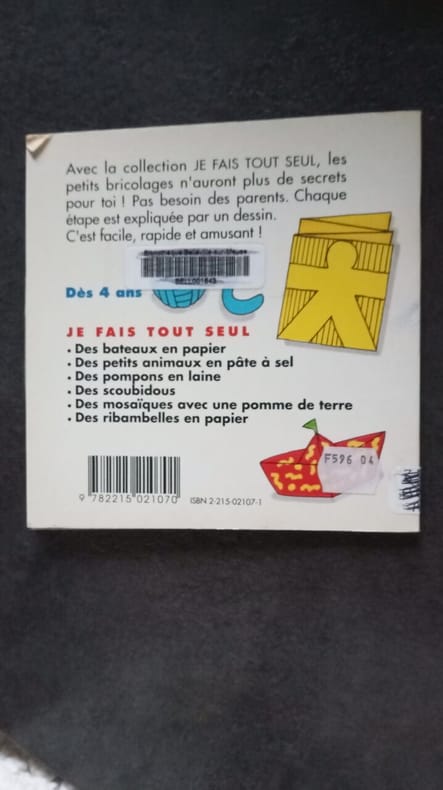 Avec la collection JE FAIS TOUT SEUL, les
petits bricolages n'auront plus de secrets
pour toi ! Pas besoin des parents. Chaque
étape est expliquée par un dessin.
C'est facile, rapide et amusant !
Dès 4 ans
JE FAIS TOUT SEUL
• Des bateaux en papier
• Des petits animaux en pâte à sel
• Des pompons en laine
• Des scoubidous
• Des mosaïques avec une pomme de terre
• Des ribambelles en papier
F596 04
9 782215 021070
ISBN 2-215-02107-1